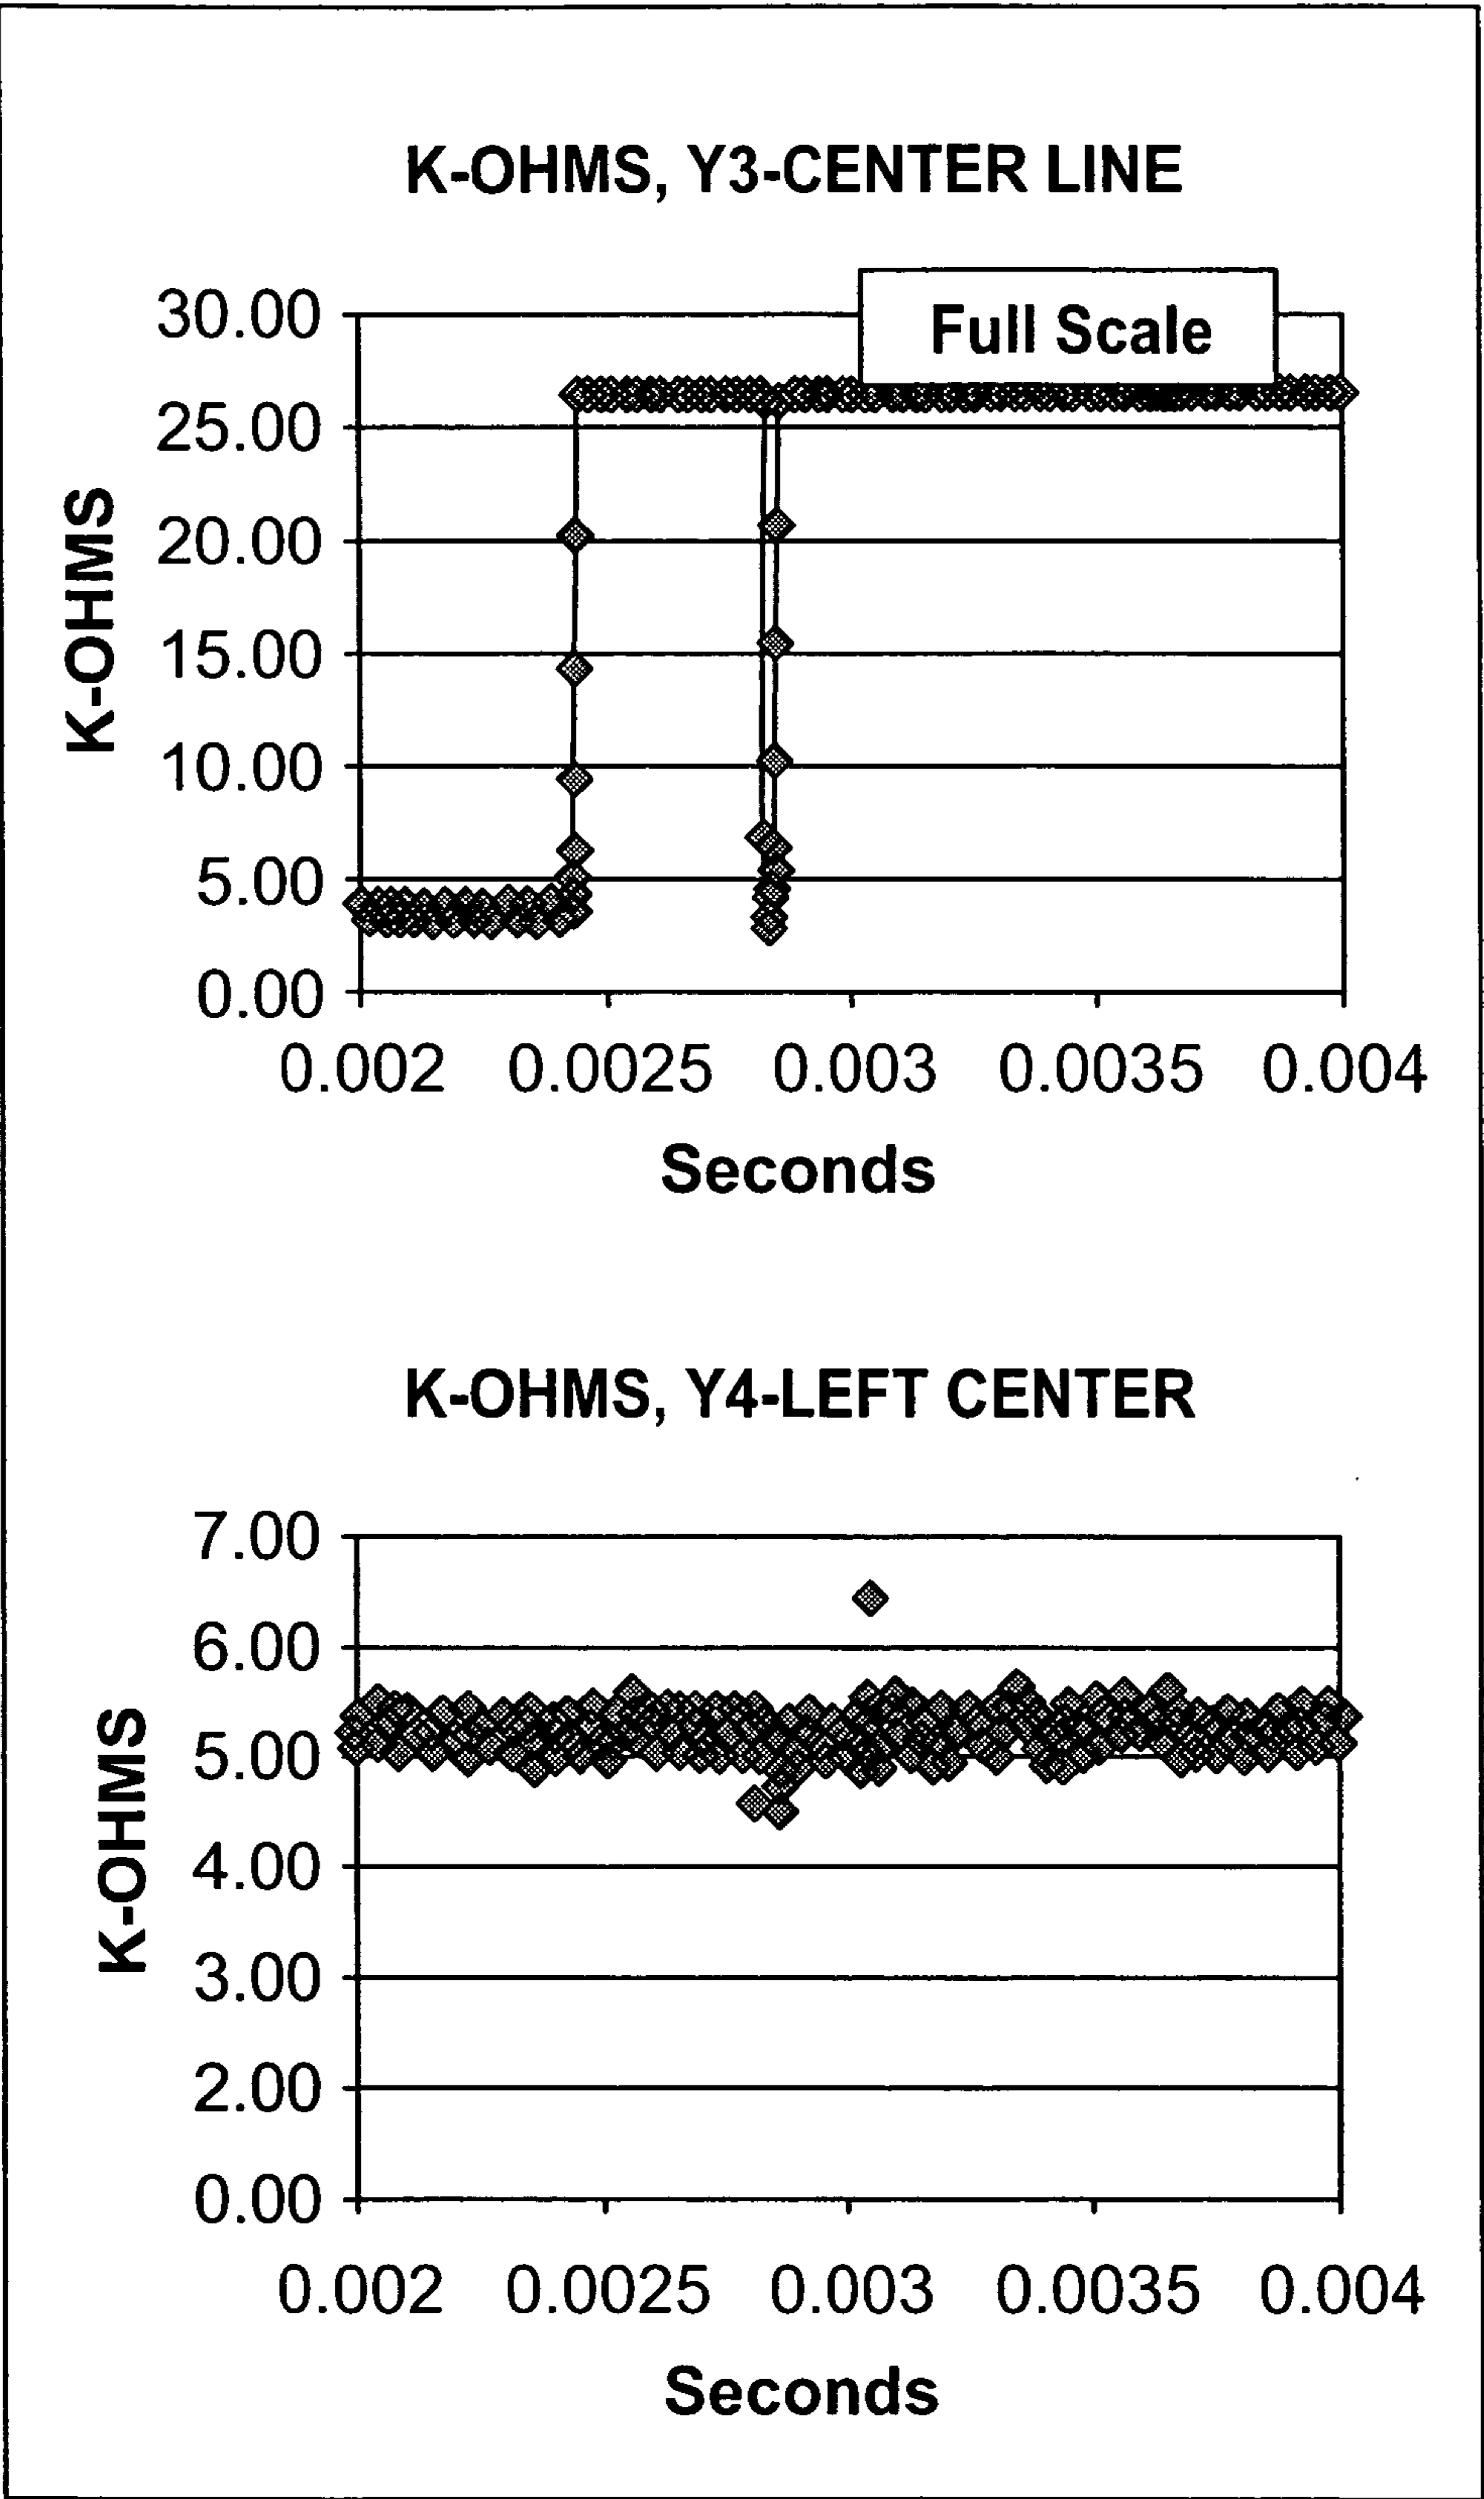 K-OHMS, Y3-CENTER LINE
Full Scale
30.00
25.00
20.00
15.00
10.00
5.00
0.00
K-OHMS
0.002 0.0025 0.003 0.0035 0.004
Seconds
K-OHMS, Y4-LEFT CENTER
7.00
6.00
5.00
4.00
3.00
2.00
0.00
K-OHMS
0.002 0.0025 0.003 0.0035 0.004
Seconds